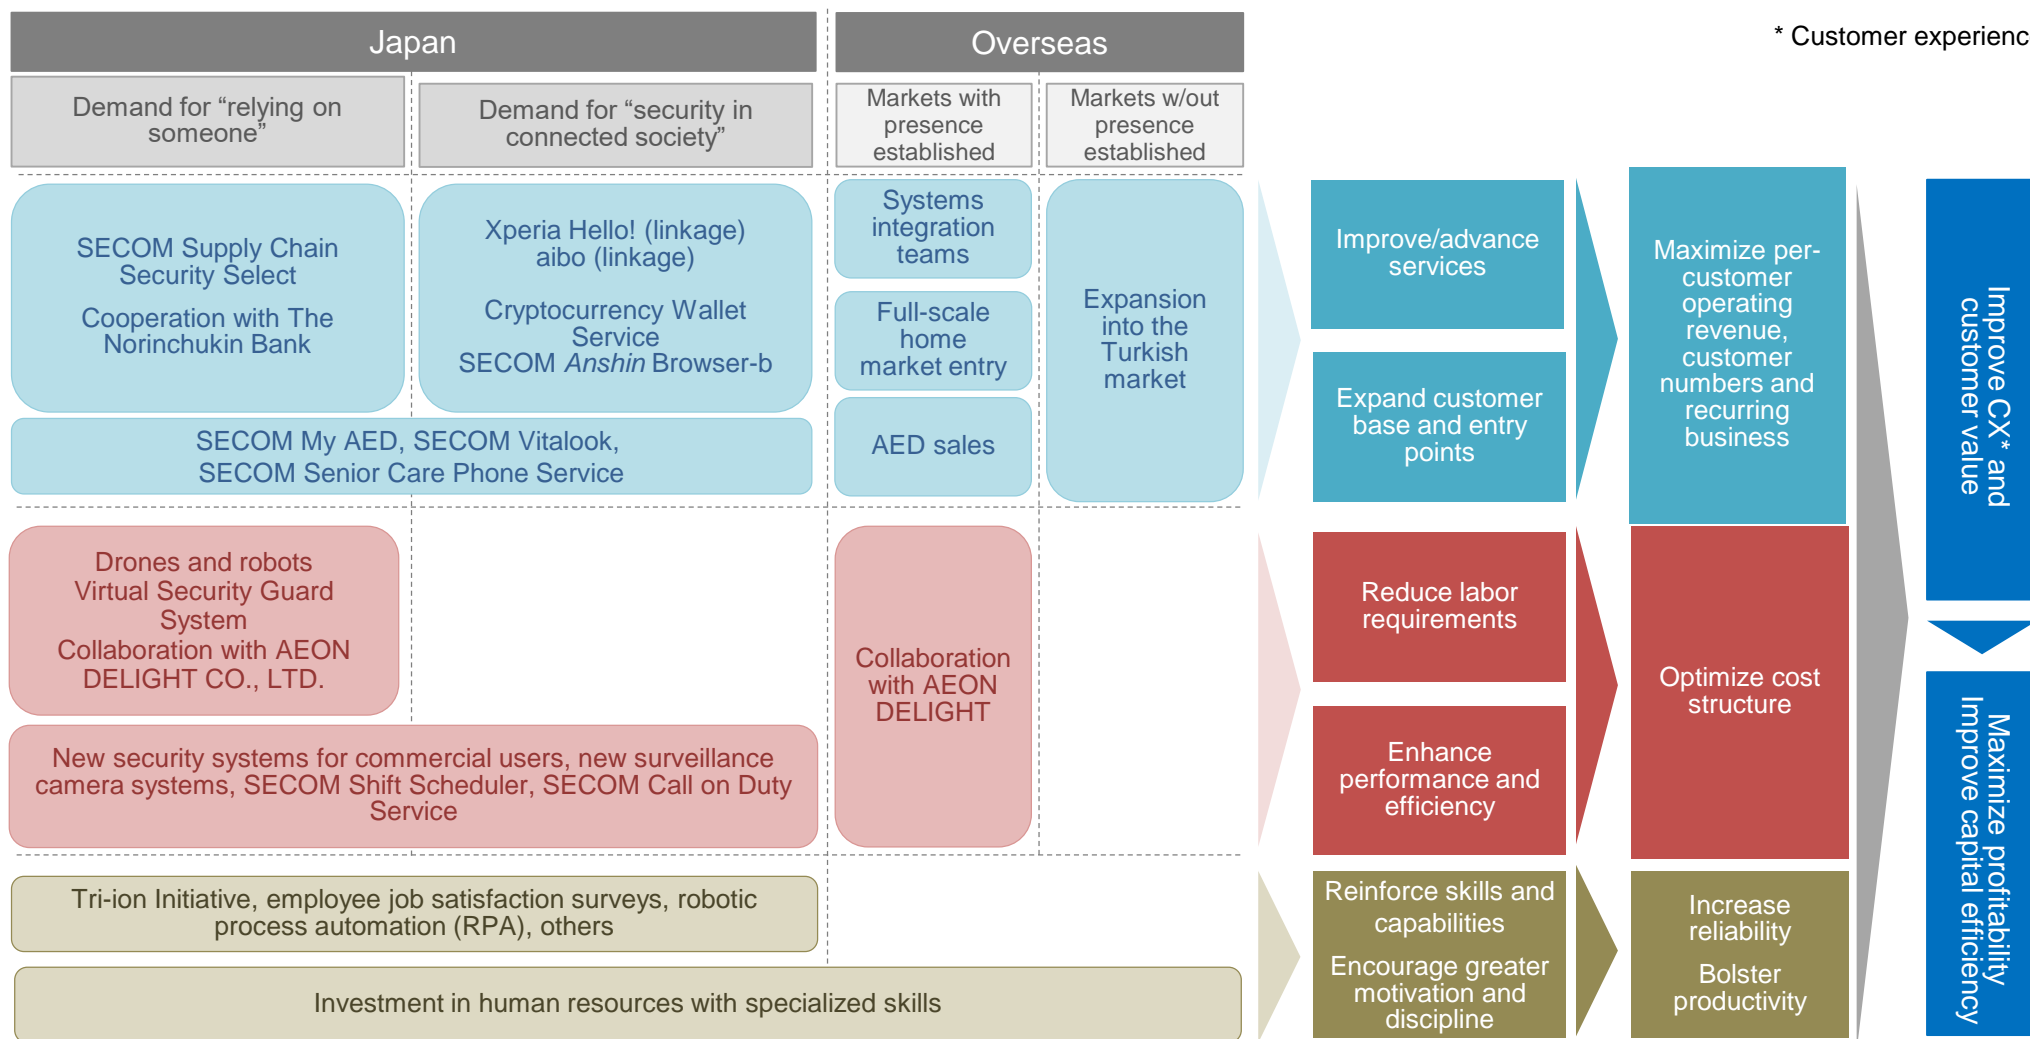 Japan
Overseas
* Customer experienc
Demand for “relying on
someone”
Demand for “security in
connected society”
Markets with
presence
established
Markets w/out
presence
established
SECOM Supply Chain
Security Select
Cooperation with The
Norinchukin Bank
Xperia Hello! (linkage)
aibo (linkage)
Cryptocurrency Wallet
Service
SECOM Anshin Browser-b
SECOM My AED, SECOM Vitalook,
SECOM Senior Care Phone Service
Systems
integration
teams
Full-scale
home
market entry
AED sales
Expansion
into the
Turkish
market
Improve/advance
services
Expand customer
base and entry
points
Maximize per-
customer
operating
revenue,
customer
numbers and
recurring
business
Improve CX* and
customer value
Drones and robots
Virtual Security Guard
System
Collaboration with AEON
DELIGHT CO., LTD.
New security systems for commercial users, new surveillance
camera systems, SECOM Shift Scheduler, SECOM Call on Duty
Service
Collaboration
with AEON
DELIGHT
Reduce labor
requirements
Enhance
performance and
efficiency
Optimize cost
structure
Maximize profitability
Improve capital efficiency
Tri-ion Initiative, employee job satisfaction surveys, robotic
process automation (RPA), others
Investment in human resources with specialized skills
Reinforce skills and
capabilities
Encourage greater
motivation and
discipline
Increase
reliability
Bolster
productivity